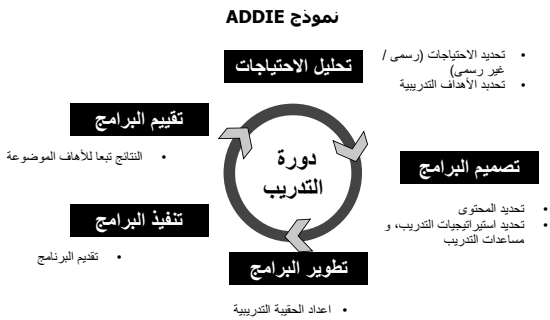 نموذج ADDIE
تحليل الاحتياجات
تحديد الاحتياجات (رسمى /
غير رسمى)
تحديد الأهداف التدريبية
تصميم البرامج
تحديد المحتوى
تحديد استيراتيجيات التدريب، و
مساعدات التدريب
تطوير البرامج
اعداد الحقيبة التدريبية
تنفيذ البرامج
تقديم البرنامج
تقييم البرامج
النتائج تبعا للأهاف الموضوعة
دورة
التدريب